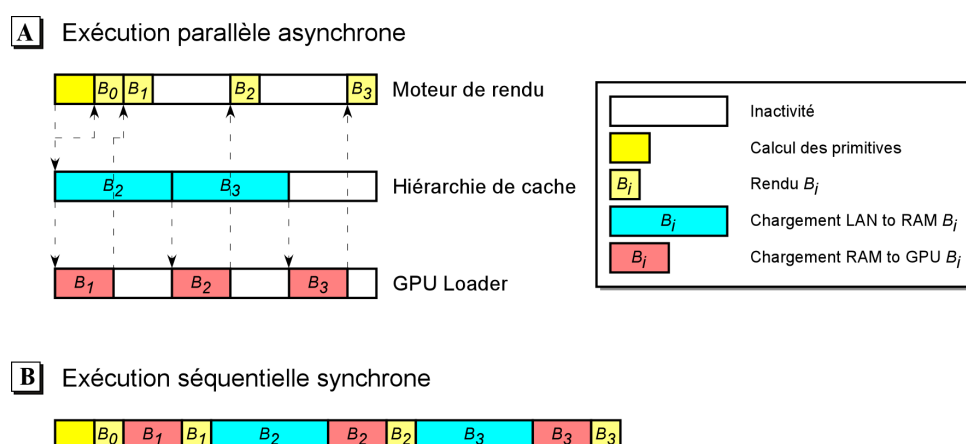 A Exécution parallèle asynchrone
B0 B1 B2 B3 Moteur de rendu
B2 B3 Hiérarchie de cache
B1 B2 B3 GPU Loader
Inactivité
Calcul des primitives
Bi Rendu Bi
Bi Chargement LAN to RAM Bi
Bi Chargement RAM to GPU Bi
B Exécution séquentielle synchrone
B0 B1 B1 B2 B2 B2 B3 B3 B3